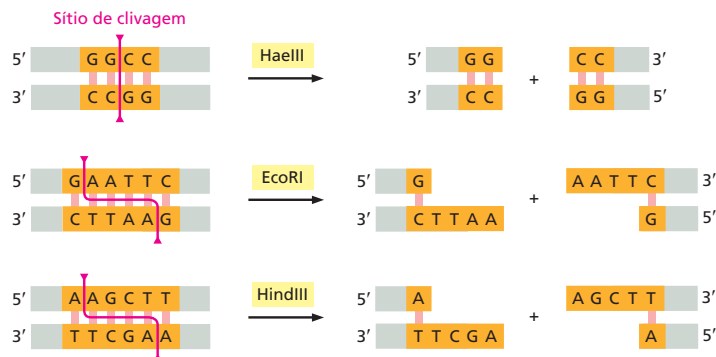 Sítio de clivagem
HaeIII
5′ G G C C 5′ G G C C 3′
+
3′ C C G G 3′ C C G G 5′
EcoRI
5′ G A A T T C 5′ G A A T T C 3′
+
3′ C T T A A G 3′ C T T A A G 5′
HindIII
5′ A A G C T T 5′ A A G C T T 3′
+
3′ T T C G A A 3′ T T C G A A 5′